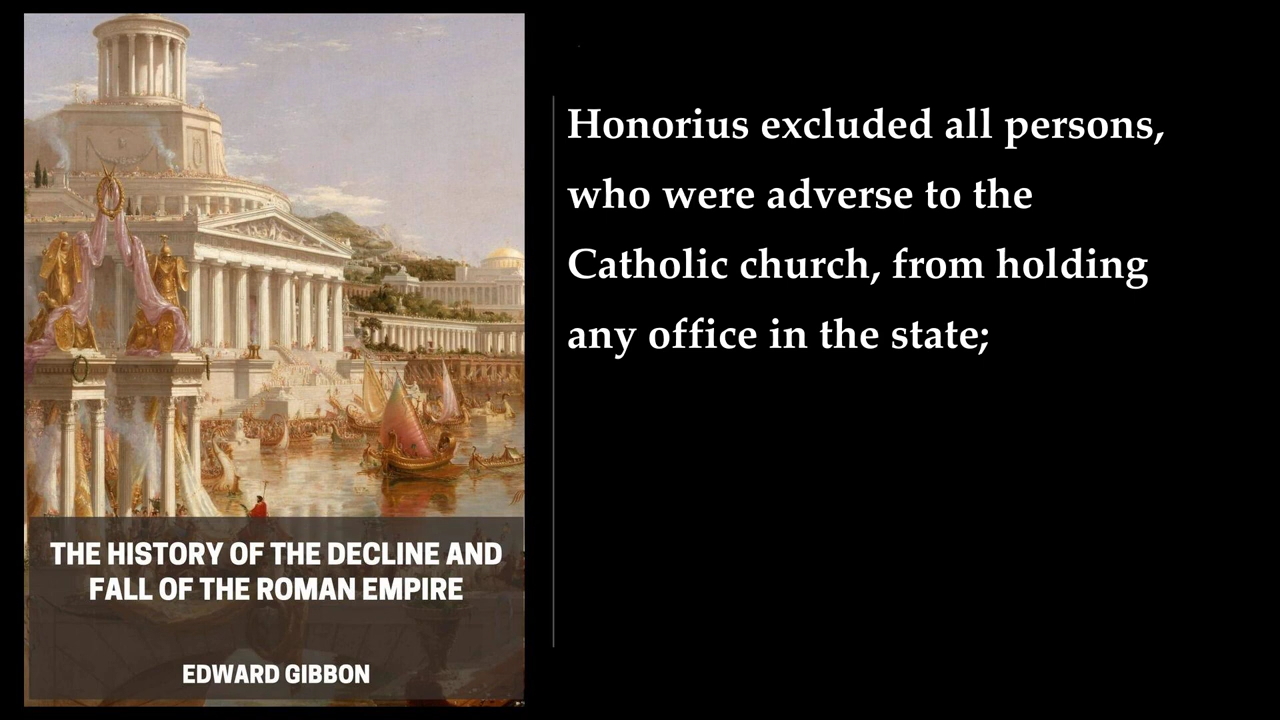 Honorius excluded all persons,
who were adverse to the
Catholic church, from holding
any office in the state;
THE HISTORY OF THE DECLINE AND
FALL OF THE ROMAN EMPIRE
EDWARD GIBBON